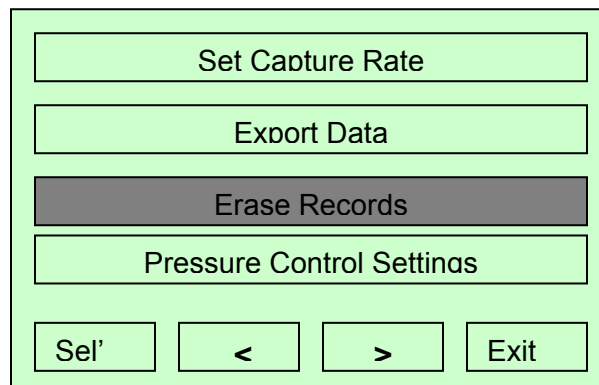 Set Capture Rate
Export Data
Erase Records
Pressure Control Settings
Sel’ < > Exit